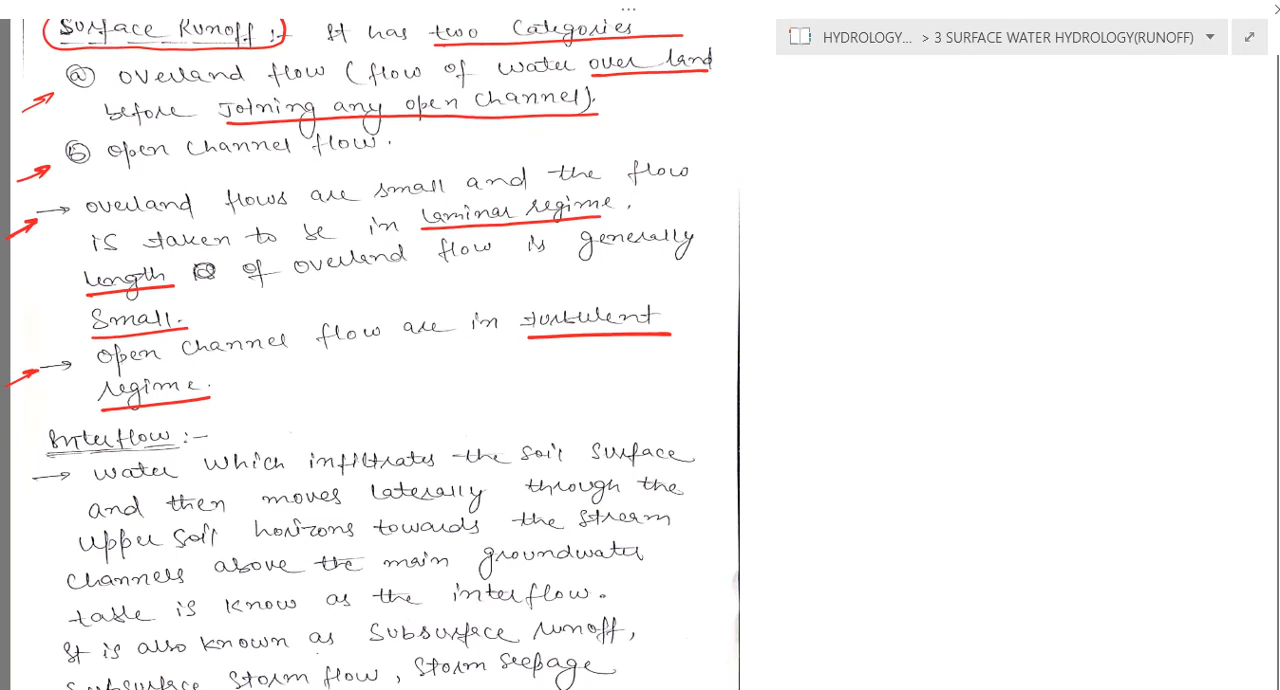 Surface Runoff :- It has two Categories
ⓐ overland flow (flow of water over land
before Joining any open channel).
ⓑ open channel flow.
→ overland flows are small and the flow
is taken to be in laminar regime.
length of overland flow is generally
Small.
→ open channel flow are in turbulent
regime.
Interflow :-
→ water which infiltrates the soil surface
and then moves laterally through the
upper soil horizons towards the stream
channels above the main groundwater
table is know as the interflow.
It is also known as subsurface runoff,
subsurface storm flow, storm seepage
HYDROLOGY... > 3 SURFACE WATER HYDROLOGY(RUNOFF)